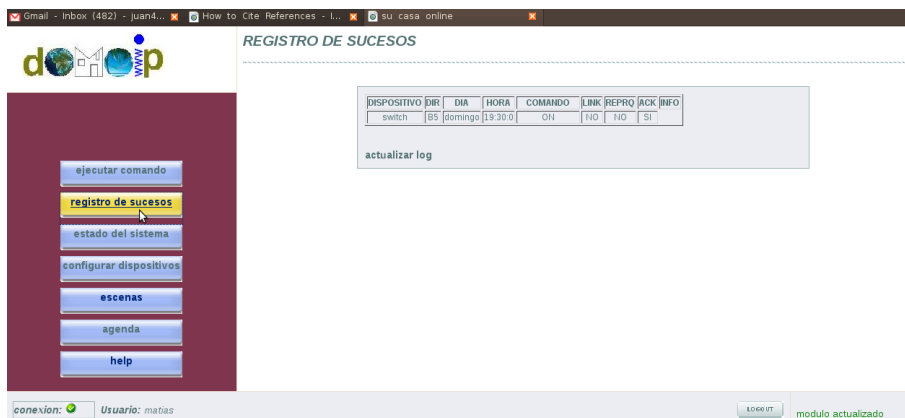 Gmail - Inbox (482) - juan4... How to Cite References - I... su casa online
domoip
www
REGISTRO DE SUCESOS
DISPOSITIVO DIR DIA HORA COMANDO LINK REPRQ ACK INFO
switch B5 domingo 19:30:0 ON NO NO SI
actualizar log
ejecutar comando
registro de sucesos
estado del sistema
configurar dispositivos
escenas
agenda
help
conexion: Usuario: matias
LOGOUT
modulo actualizado